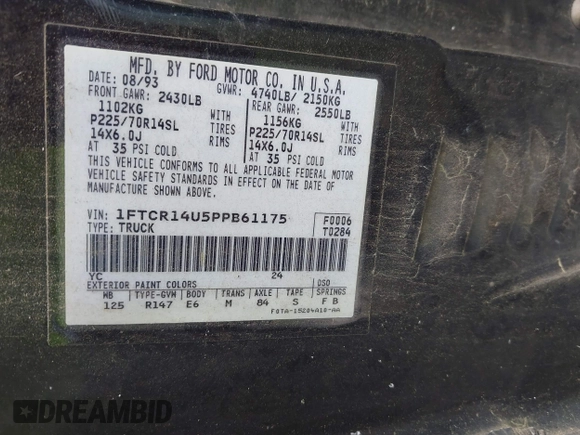 MFD. BY FORD MOTOR CO. IN U.S.A.
DATE: 08/93 GVWR: 4740LB/ 2150KG
FRONT GAWR: 2430LB REAR GAWR: 2550LB
1102KG WITH 1156KG WITH
P225/70R14SL TIRES P225/70R14SL TIRES
14X6.0J RIMS 14X6.0J RIMS
AT 35 PSI COLD AT 35 PSI COLD
THIS VEHICLE CONFORMS TO ALL APPLICABLE FEDERAL MOTOR
VEHICLE SAFETY STANDARDS IN EFFECT ON THE DATE OF
MANUFACTURE SHOWN ABOVE.
VIN: 1FTCR14U5PPB61175 F0006
TYPE: TRUCK T0284
YC 24
EXTERIOR PAINT COLORS DSO
WB TYPE-GVW BODY TRANS AXLE TAPE SPRINGS
125 R147 E6 M 84 S F B
F0TA-15204A10-AA
DREAMBID